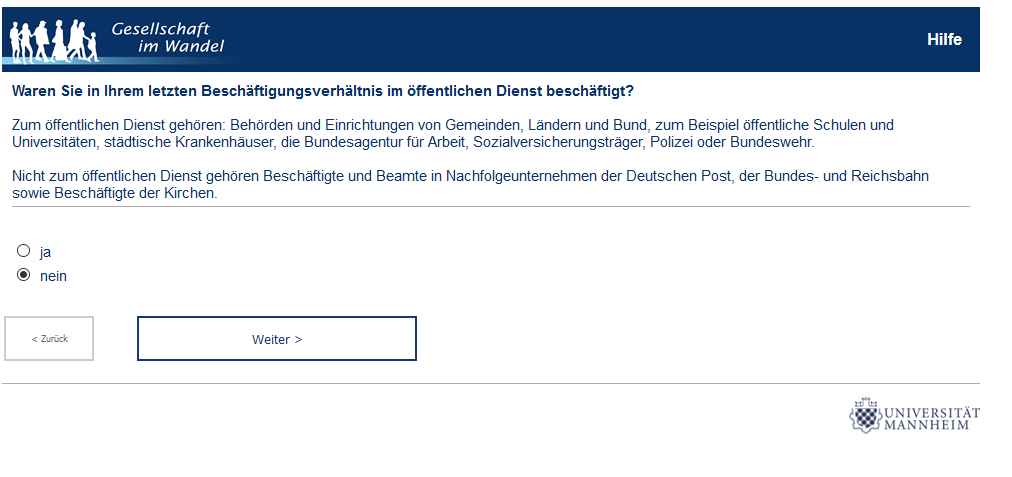 Gesellschaft
im Wandel
Hilfe
Waren Sie in Ihrem letzten Beschäftigungsverhältnis im öffentlichen Dienst beschäftigt?
Zum öffentlichen Dienst gehören: Behörden und Einrichtungen von Gemeinden, Ländern und Bund, zum Beispiel öffentliche Schulen und
Universitäten, städtische Krankenhäuser, die Bundesagentur für Arbeit, Sozialversicherungsträger, Polizei oder Bundeswehr.
Nicht zum öffentlichen Dienst gehören Beschäftigte und Beamte in Nachfolgeunternehmen der Deutschen Post, der Bundes- und Reichsbahn
sowie Beschäftigte der Kirchen.
ja
nein
< Zurück
Weiter >
UNIVERSITÄT
MANNHEIM